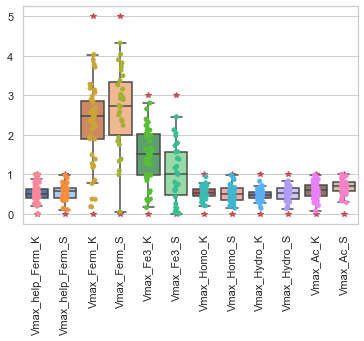 5
4
3
2
1
0
Vmax_help_Ferm_K
Vmax_help_Ferm_S
Vmax_Ferm_K
Vmax_Ferm_S
Vmax_Fe3_K
Vmax_Fe3_S
Vmax_Homo_K
Vmax_Homo_S
Vmax_Hydro_K
Vmax_Hydro_S
Vmax_Ac_K
Vmax_Ac_S